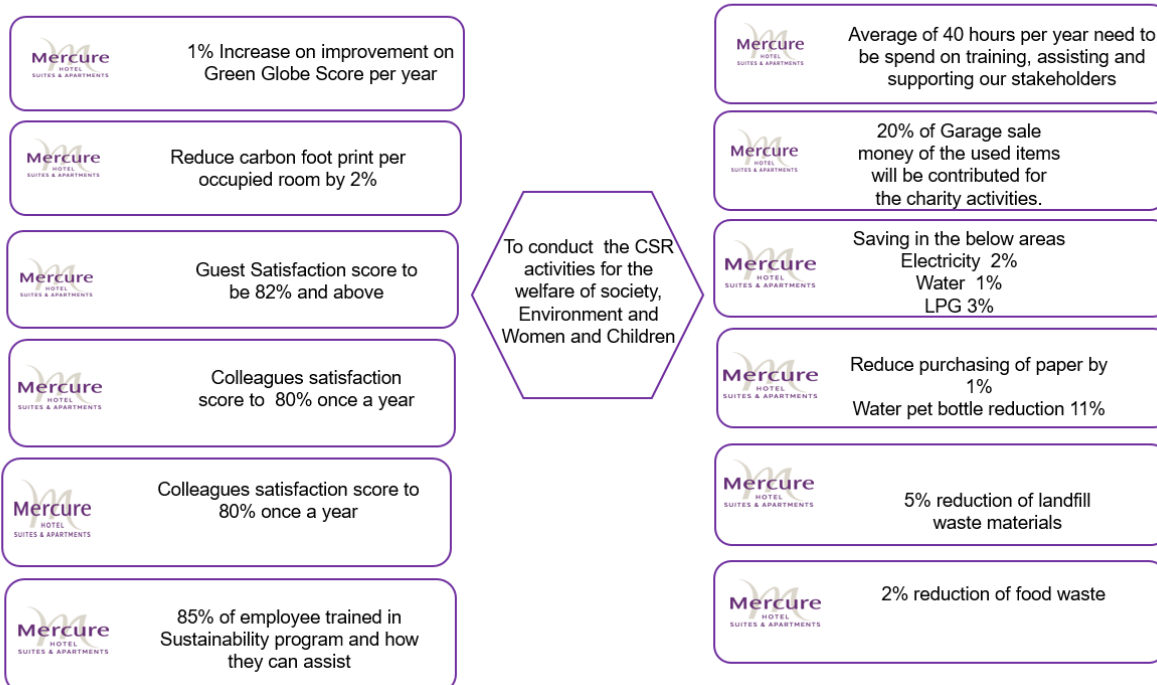 Mercure
HOTEL
SUITES & APARTMENTS
1% Increase on improvement on
Green Globe Score per year
Mercure
HOTEL
SUITES & APARTMENTS
Reduce carbon foot print per
occupied room by 2%
Mercure
HOTEL
SUITES & APARTMENTS
Guest Satisfaction score to
be 82% and above
Mercure
HOTEL
SUITES & APARTMENTS
Colleagues satisfaction
score to 80% once a year
Mercure
HOTEL
SUITES & APARTMENTS
Colleagues satisfaction score to
80% once a year
Mercure
HOTEL
SUITES & APARTMENTS
85% of employee trained in
Sustainability program and how
they can assist
To conduct the CSR
activities for the
welfare of society,
Environment and
Women and Children
Mercure
HOTEL
SUITES & APARTMENTS
Average of 40 hours per year need to
be spend on training, assisting and
supporting our stakeholders
Mercure
HOTEL
SUITES & APARTMENTS
20% of Garage sale
money of the used items
will be contributed for
the charity activities.
Mercure
HOTEL
SUITES & APARTMENTS
Saving in the below areas
Electricity 2%
Water 1%
LPG 3%
Mercure
HOTEL
SUITES & APARTMENTS
Reduce purchasing of paper by
1%
Water pet bottle reduction 11%
Mercure
HOTEL
SUITES & APARTMENTS
5% reduction of landfill
waste materials
Mercure
HOTEL
SUITES & APARTMENTS
2% reduction of food waste